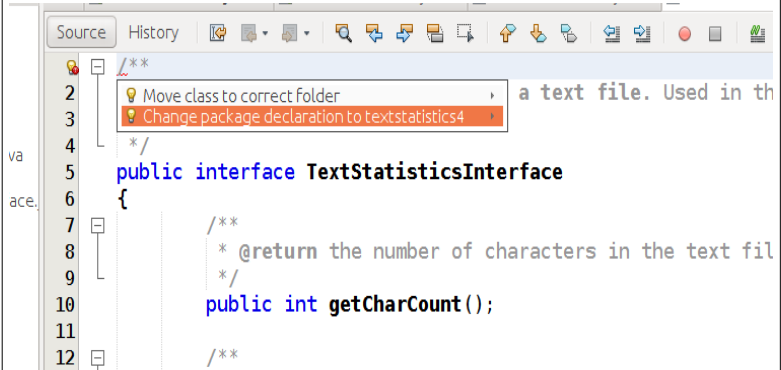 Source History
/**
Move class to correct folder
2 a text file. Used in th
Change package declaration to textstatistics4
3
4 */
va
5 public interface TextStatisticsInterface
ace.
6 {
7 /**
8 * @return the number of characters in the text fil
9 */
10 public int getCharCount();
11
12 /**